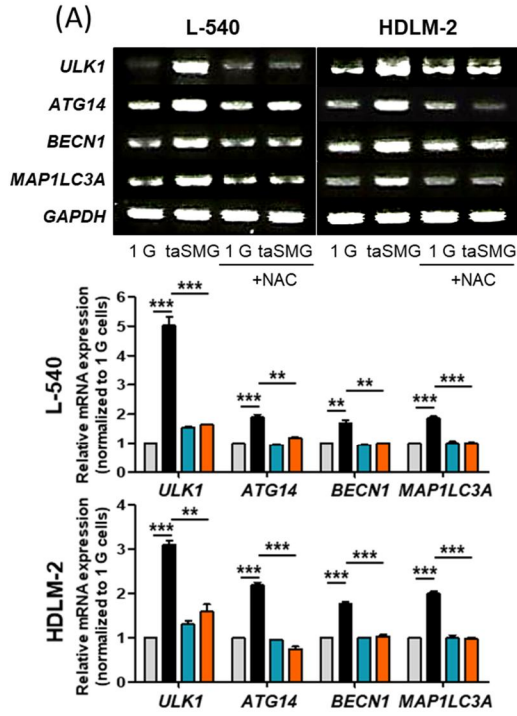 (A)
L-540 HDLM-2
ULK1
ATG14
BECN1
MAP1LC3A
GAPDH
1 G taSMG 1 G taSMG 1 G taSMG 1 G taSMG
+NAC +NAC
L-540
Relative mRNA expression
(normalized to 1 G cells)
6
5
4
3
2
1
0
*** ***
*** **
** **
*** ***
ULK1 ATG14 BECN1 MAP1LC3A
HDLM-2
Relative mRNA expression
(normalized to 1 G cells)
4
3
2
1
0
*** **
*** ***
*** ***
*** ***
ULK1 ATG14 BECN1 MAP1LC3A